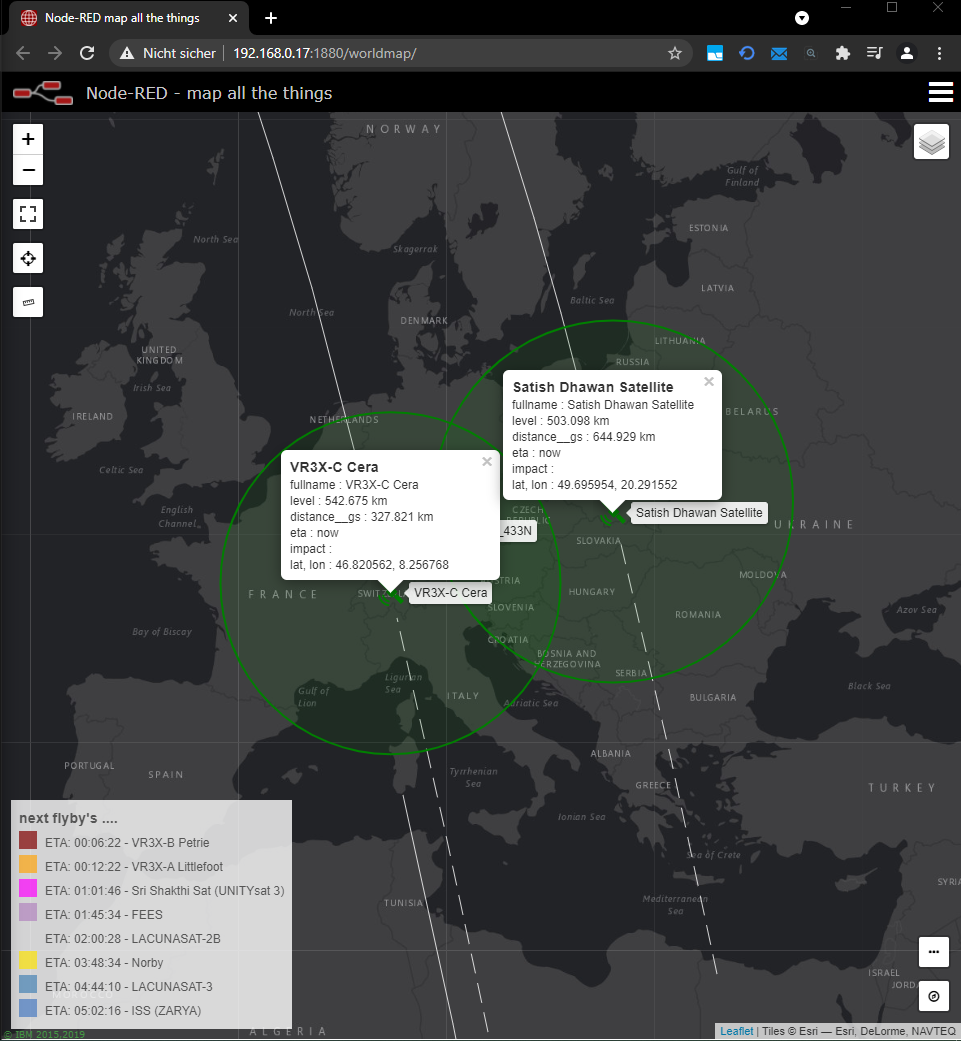 Node-RED map all the things
Nicht sicher
192.168.0.17:1880/worldmap/
Node-RED - map all the things
NORWAY
Gulf of
Finland
North Sea
ESTONIA
Skagerrak
LATVIA
Baltic Sea
North Sea
DENMARK
LITHUANIA
UNITED
KINGDOM
RUSSIA
Irish Sea
Satish Dhawan Satellite
fullname : Satish Dhawan Satellite
level : 503.098 km
distance__gs : 644.929 km
eta : now
impact :
lat, lon : 49.695954, 20.291552
BELARUS
IRELAND
NETHERLANDS
VR3X-C Cera
fullname : VR3X-C Cera
level : 542.675 km
distance__gs : 327.821 km
eta : now
impact :
lat, lon : 46.820562, 8.256768
Celtic Sea
English
Channel
CZECH
REPUBLIC
Satish Dhawan Satellite
UKRAINE
_433N
SLOVAKIA
MOLDOVA
STRIA
FRANCE
SWITZ
VR3X-C Cera
HUNGARY
SLOVENIA
ROMANIA
Azov Sea
Bay of Biscay
CROATIA
BOSNIA AND
HERZEGOVINA
SERBIA
Ligurian
Sea
Gulf of
Lion
ITALY
Adriatic Sea
BULGARIA
Black Sea
ALBANIA
PORTUGAL
SPAIN
Tyrrhenian
Sea
GREECE
TURKEY
Ionian Sea
Sea of Crete
SYRI
TUNISIA
Mediterranean
Sea
ISRAEL
JORDA
next flyby's ....
ETA: 00:06:22 - VR3X-B Petrie
ETA: 00:12:22 - VR3X-A Littlefoot
ETA: 01:01:46 - Sri Shakthi Sat (UNITYsat 3)
ETA: 01:45:34 - FEES
ETA: 02:00:28 - LACUNASAT-2B
ETA: 03:48:34 - Norby
ETA: 04:44:10 - LACUNASAT-3
ETA: 05:02:16 - ISS (ZARYA)
ALGERIA
© IBM 2015,2019
Leaflet | Tiles © Esri — Esri, DeLorme, NAVTEQ